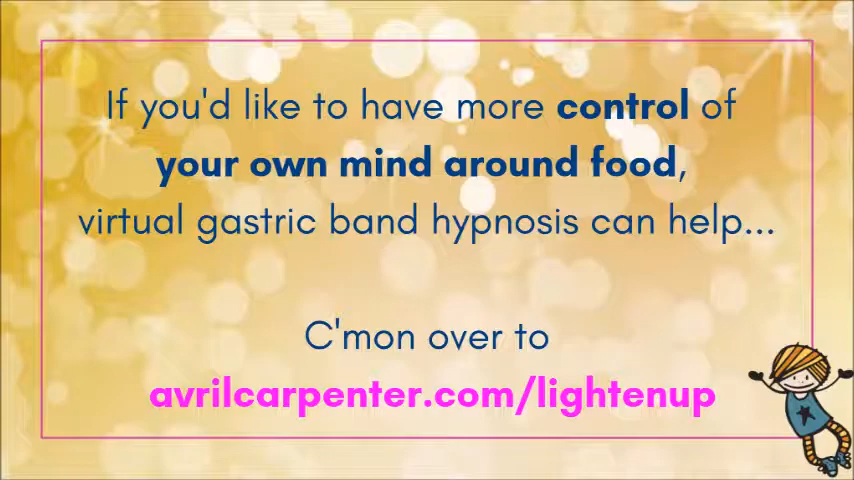 If you'd like to have more control of
your own mind around food,
virtual gastric band hypnosis can help...
C'mon over to
avrilcarpenter.com/lightenup